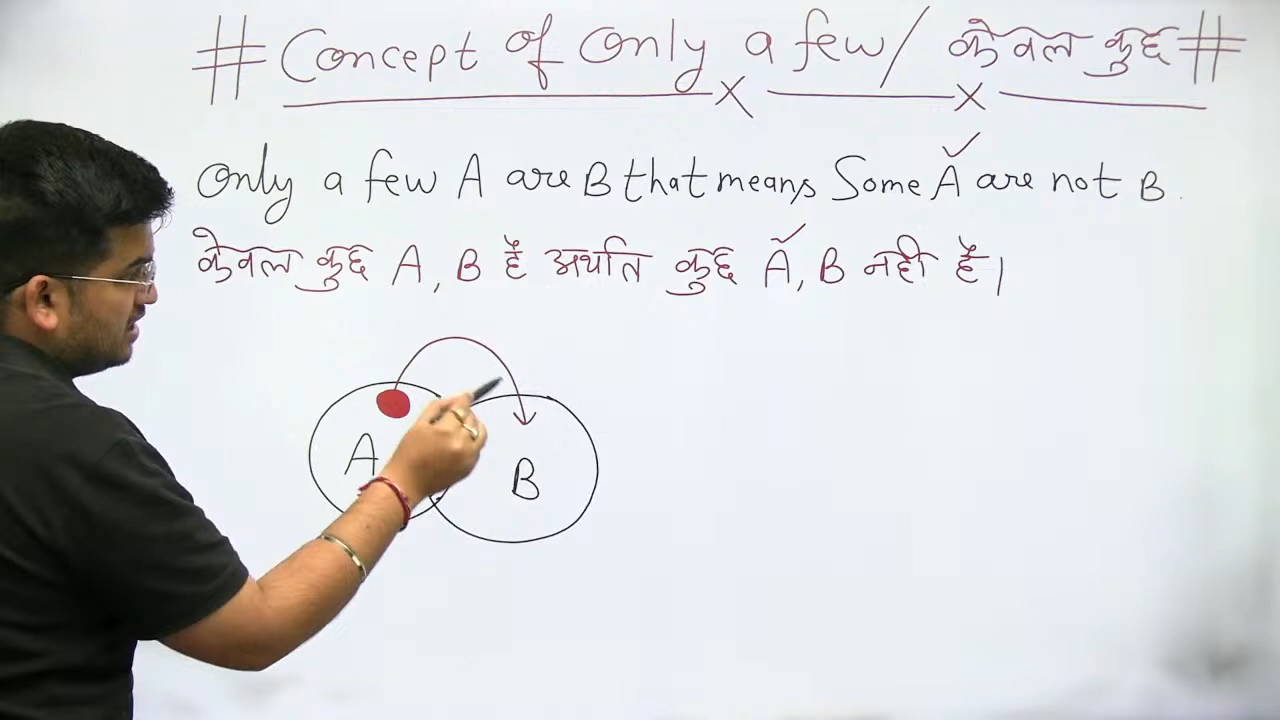 # Concept of Only a few / केवल कुछ #
Only a few A are B that means Some A are not B.
केवल कुछ A, B है अर्थात कुछ A, B नही है।
A
B